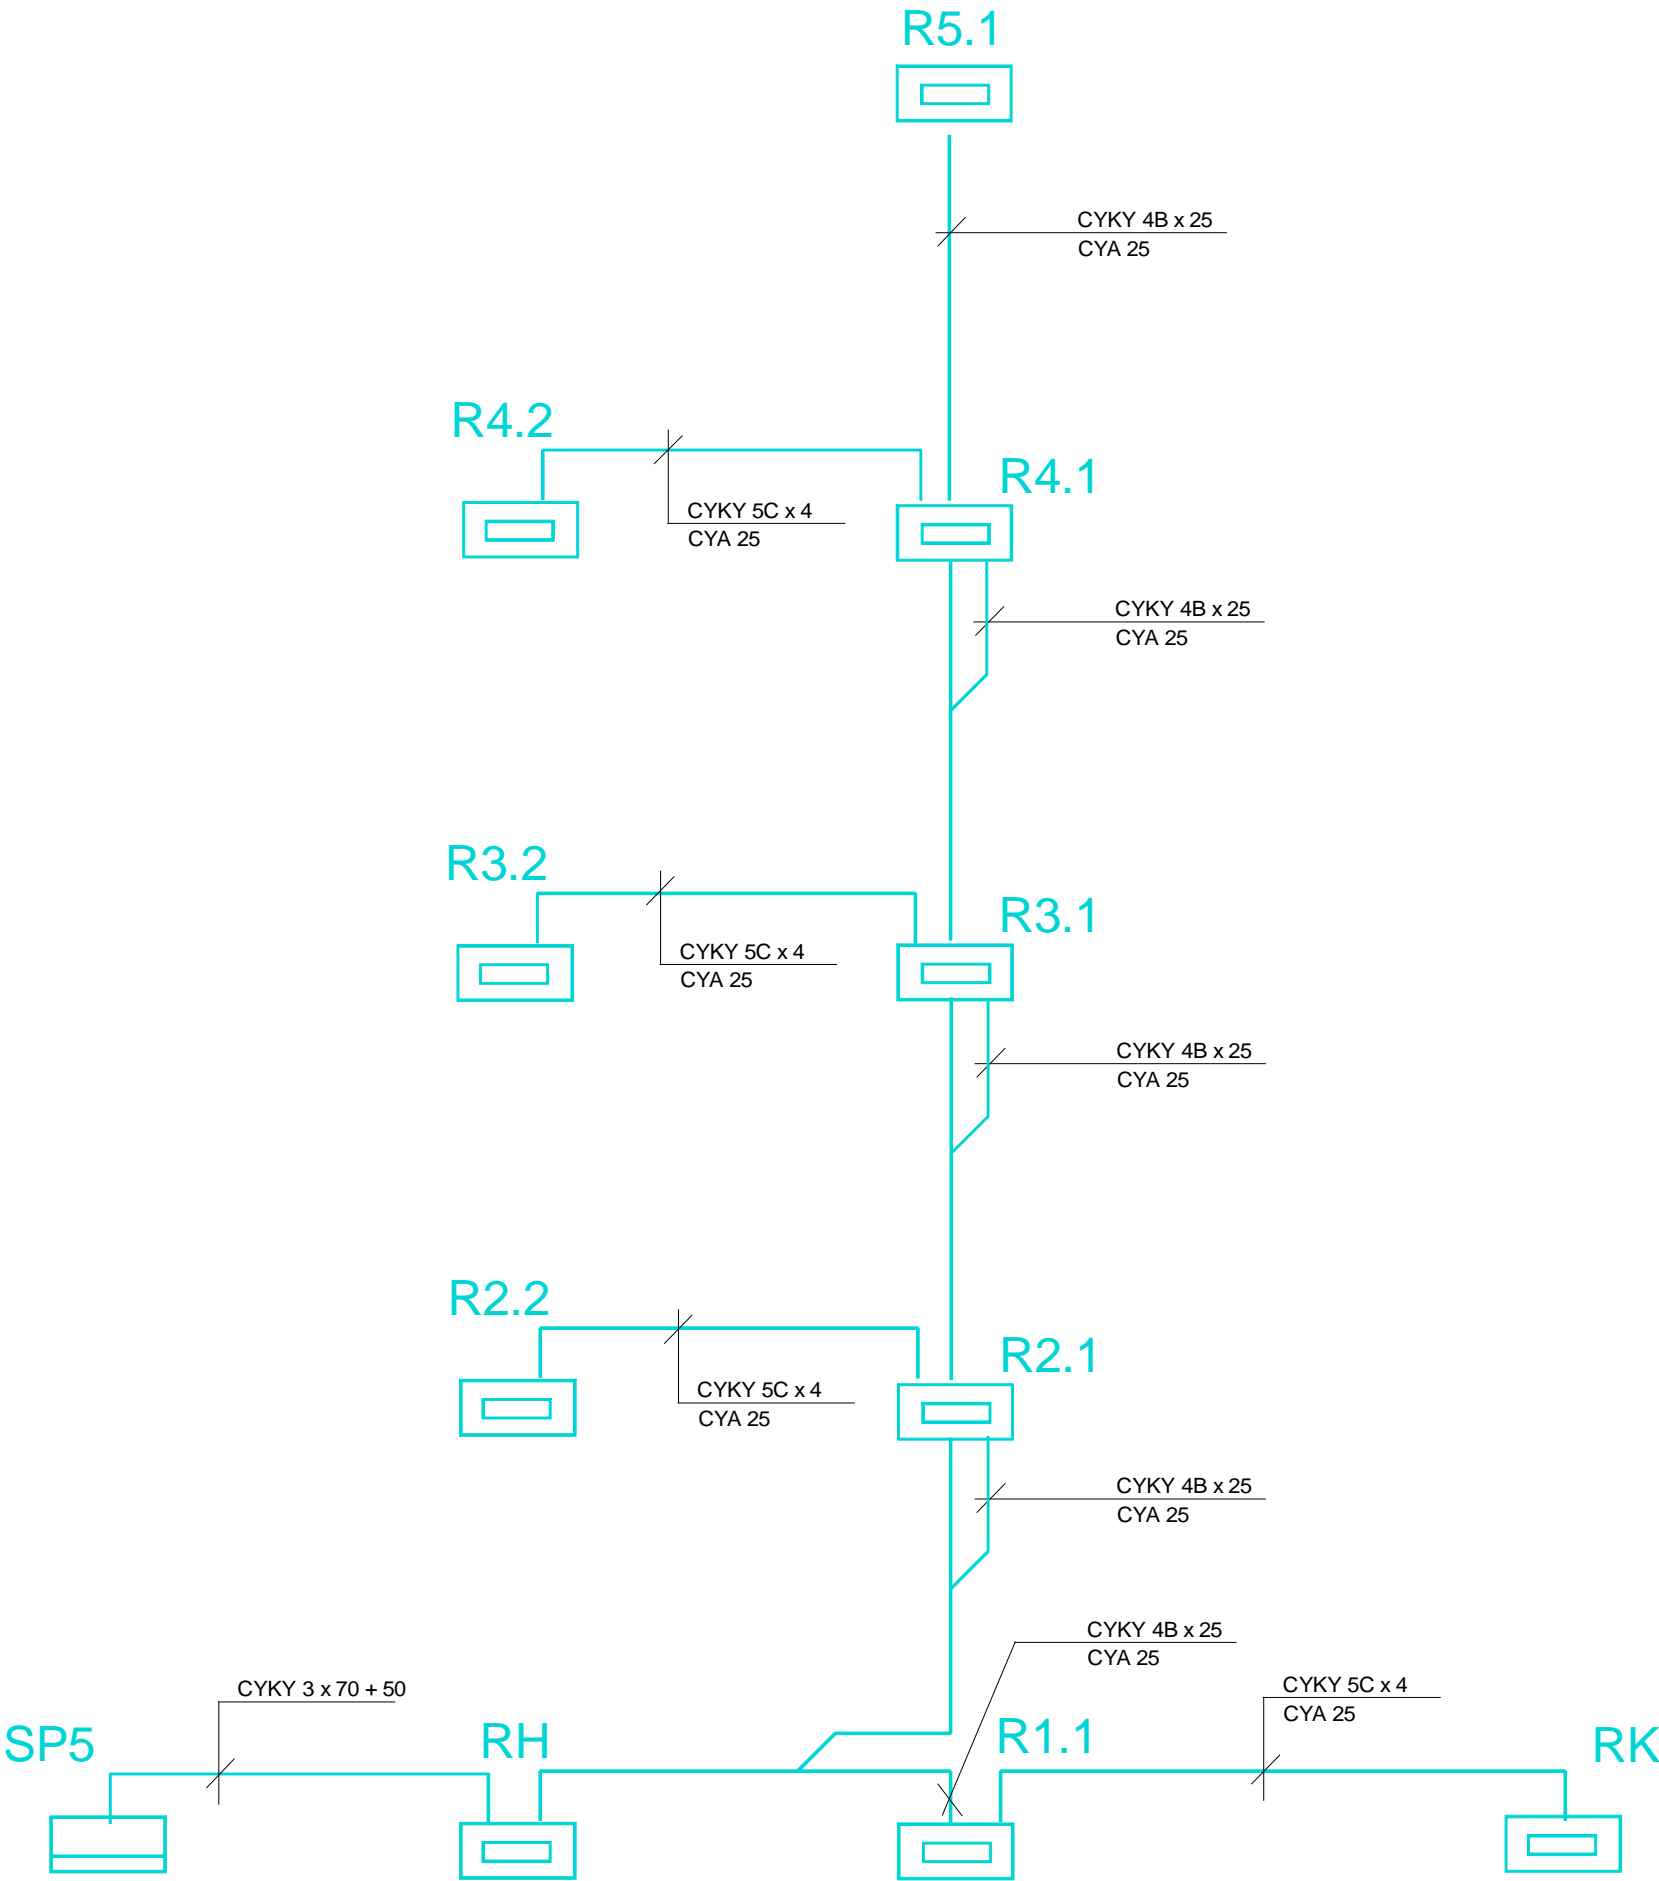 R5.1
CYKY 4B x 25
CYA 25
R4.2
R4.1
CYKY 5C x 4
CYA 25
CYKY 4B x 25
CYA 25
R3.2
R3.1
CYKY 5C x 4
CYA 25
CYKY 4B x 25
CYA 25
R2.2
R2.1
CYKY 5C x 4
CYA 25
CYKY 4B x 25
CYA 25
CYKY 4B x 25
CYA 25
CYKY 3 x 70 + 50
CYKY 5C x 4
CYA 25
SP5
RH
R1.1
RK